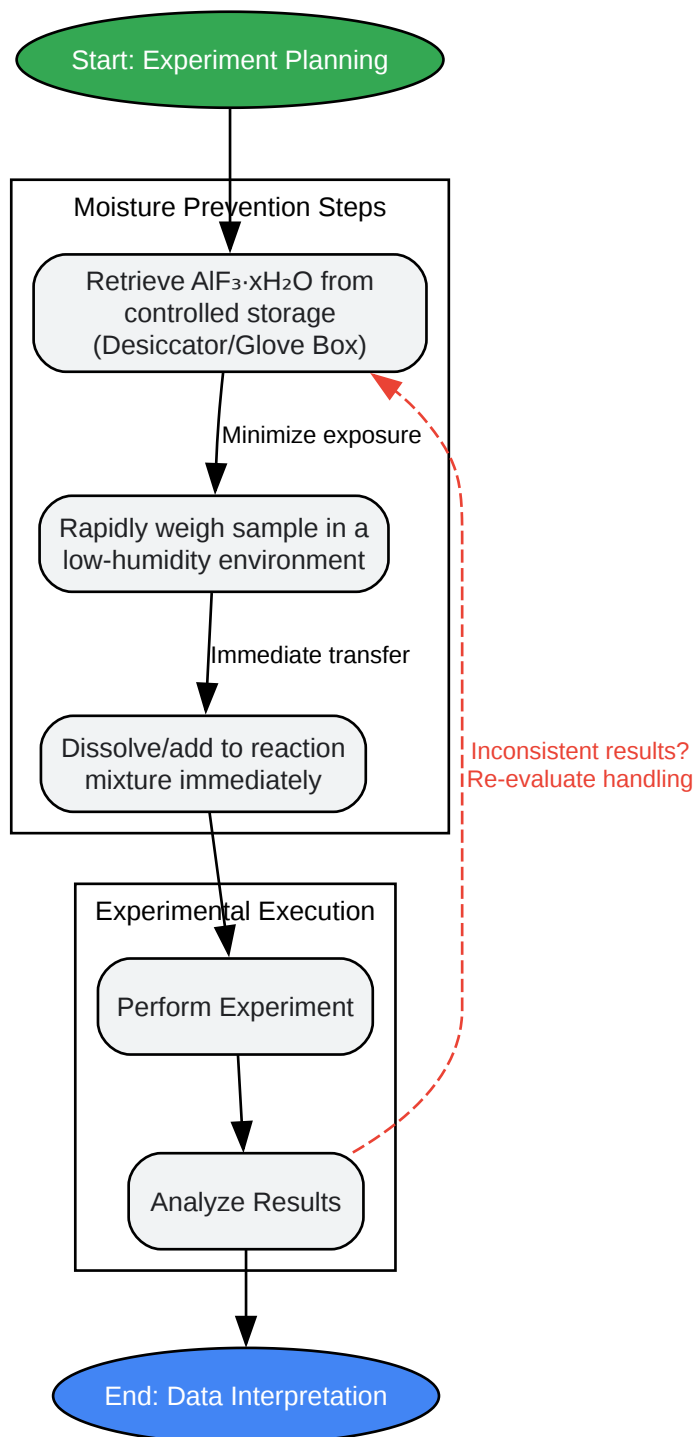 Start: Experiment Planning
Moisture Prevention Steps
Retrieve AlF₃·xH₂O from
controlled storage
(Desiccator/Glove Box)
Minimize exposure
Rapidly weigh sample in a
low-humidity environment
Immediate transfer
Dissolve/add to reaction
mixture immediately
Inconsistent results?
Re-evaluate handling
Experimental Execution
Perform Experiment
Analyze Results
End: Data Interpretation